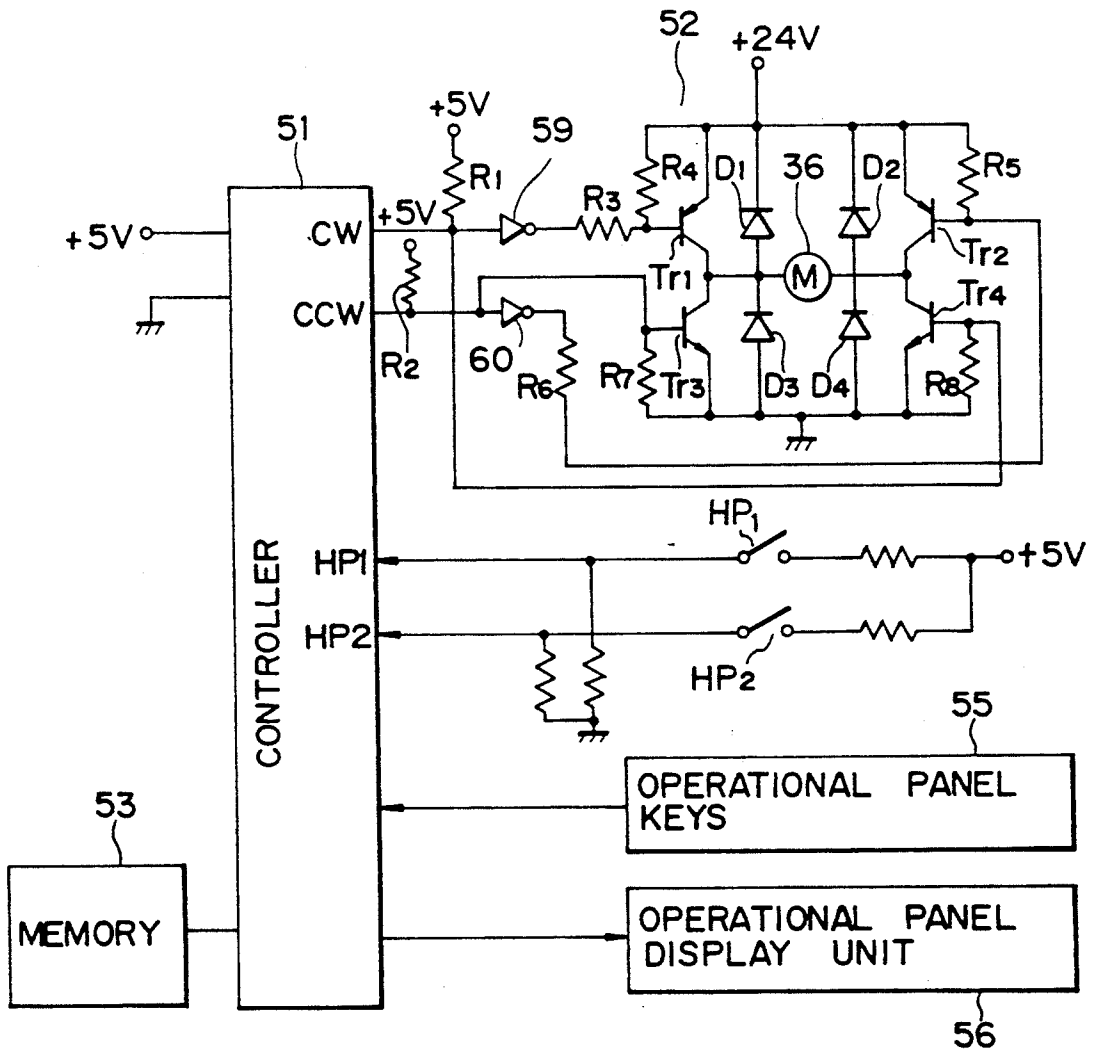 52
+24V
+5V
51
59
R1
R3
R4
D1
36
D2
R5
+5V
+5V
CW
Tr1
M
Tr2
CCW
Tr4
R2
60
R6
R7
Tr3
D3
D4
R8
HP1
HP1
+5V
HP2
HP2
CONTROLLER
55
OPERATIONAL PANEL
KEYS
53
MEMORY
OPERATIONAL PANEL
DISPLAY UNIT
56